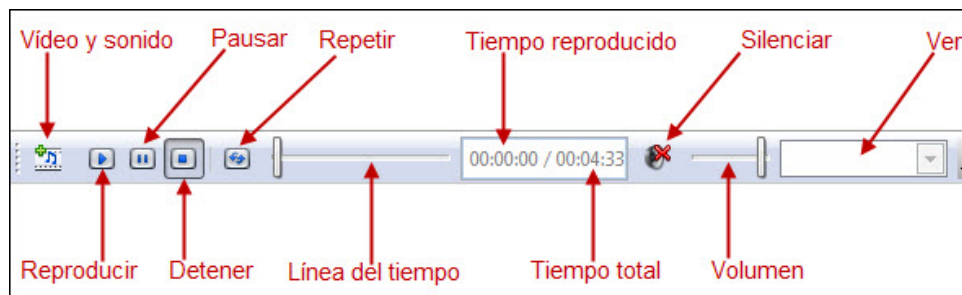 Vídeo y sonido Pausar Repetir Tiempo reproducido Silenciar Ver
00:00:00 / 00:04:33
Reproducir Detener Línea del tiempo Tiempo total Volumen